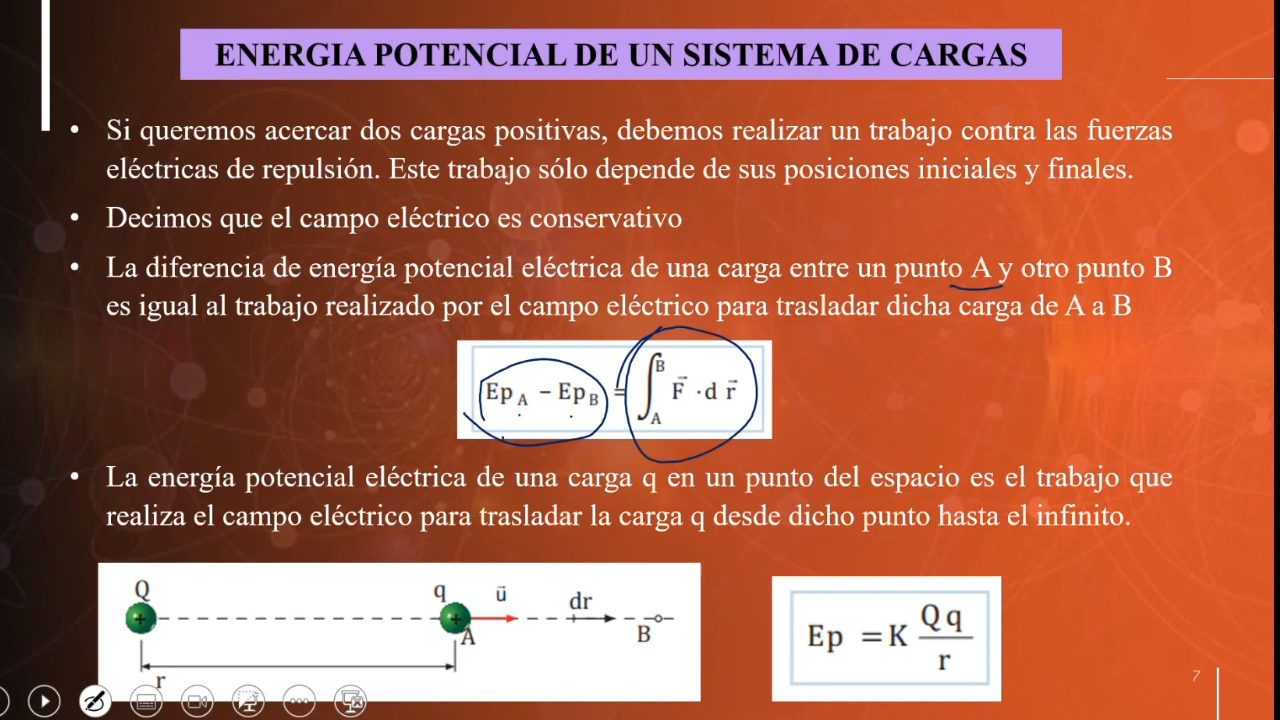 ENERGIA POTENCIAL DE UN SISTEMA DE CARGAS
• Si queremos acercar dos cargas positivas, debemos realizar un trabajo contra las fuerzas
eléctricas de repulsión. Este trabajo sólo depende de sus posiciones iniciales y finales.
• Decimos que el campo eléctrico es conservativo
• La diferencia de energía potencial eléctrica de una carga entre un punto A y otro punto B
es igual al trabajo realizado por el campo eléctrico para trasladar dicha carga de A a B
Ep_A − Ep_B = ∫_A^B F⃗ · d r⃗
• La energía potencial eléctrica de una carga q en un punto del espacio es el trabajo que
realiza el campo eléctrico para trasladar la carga q desde dicho punto hasta el infinito.
Q q u⃗ dr
+ + A B
r
Ep = K Q q / r
7